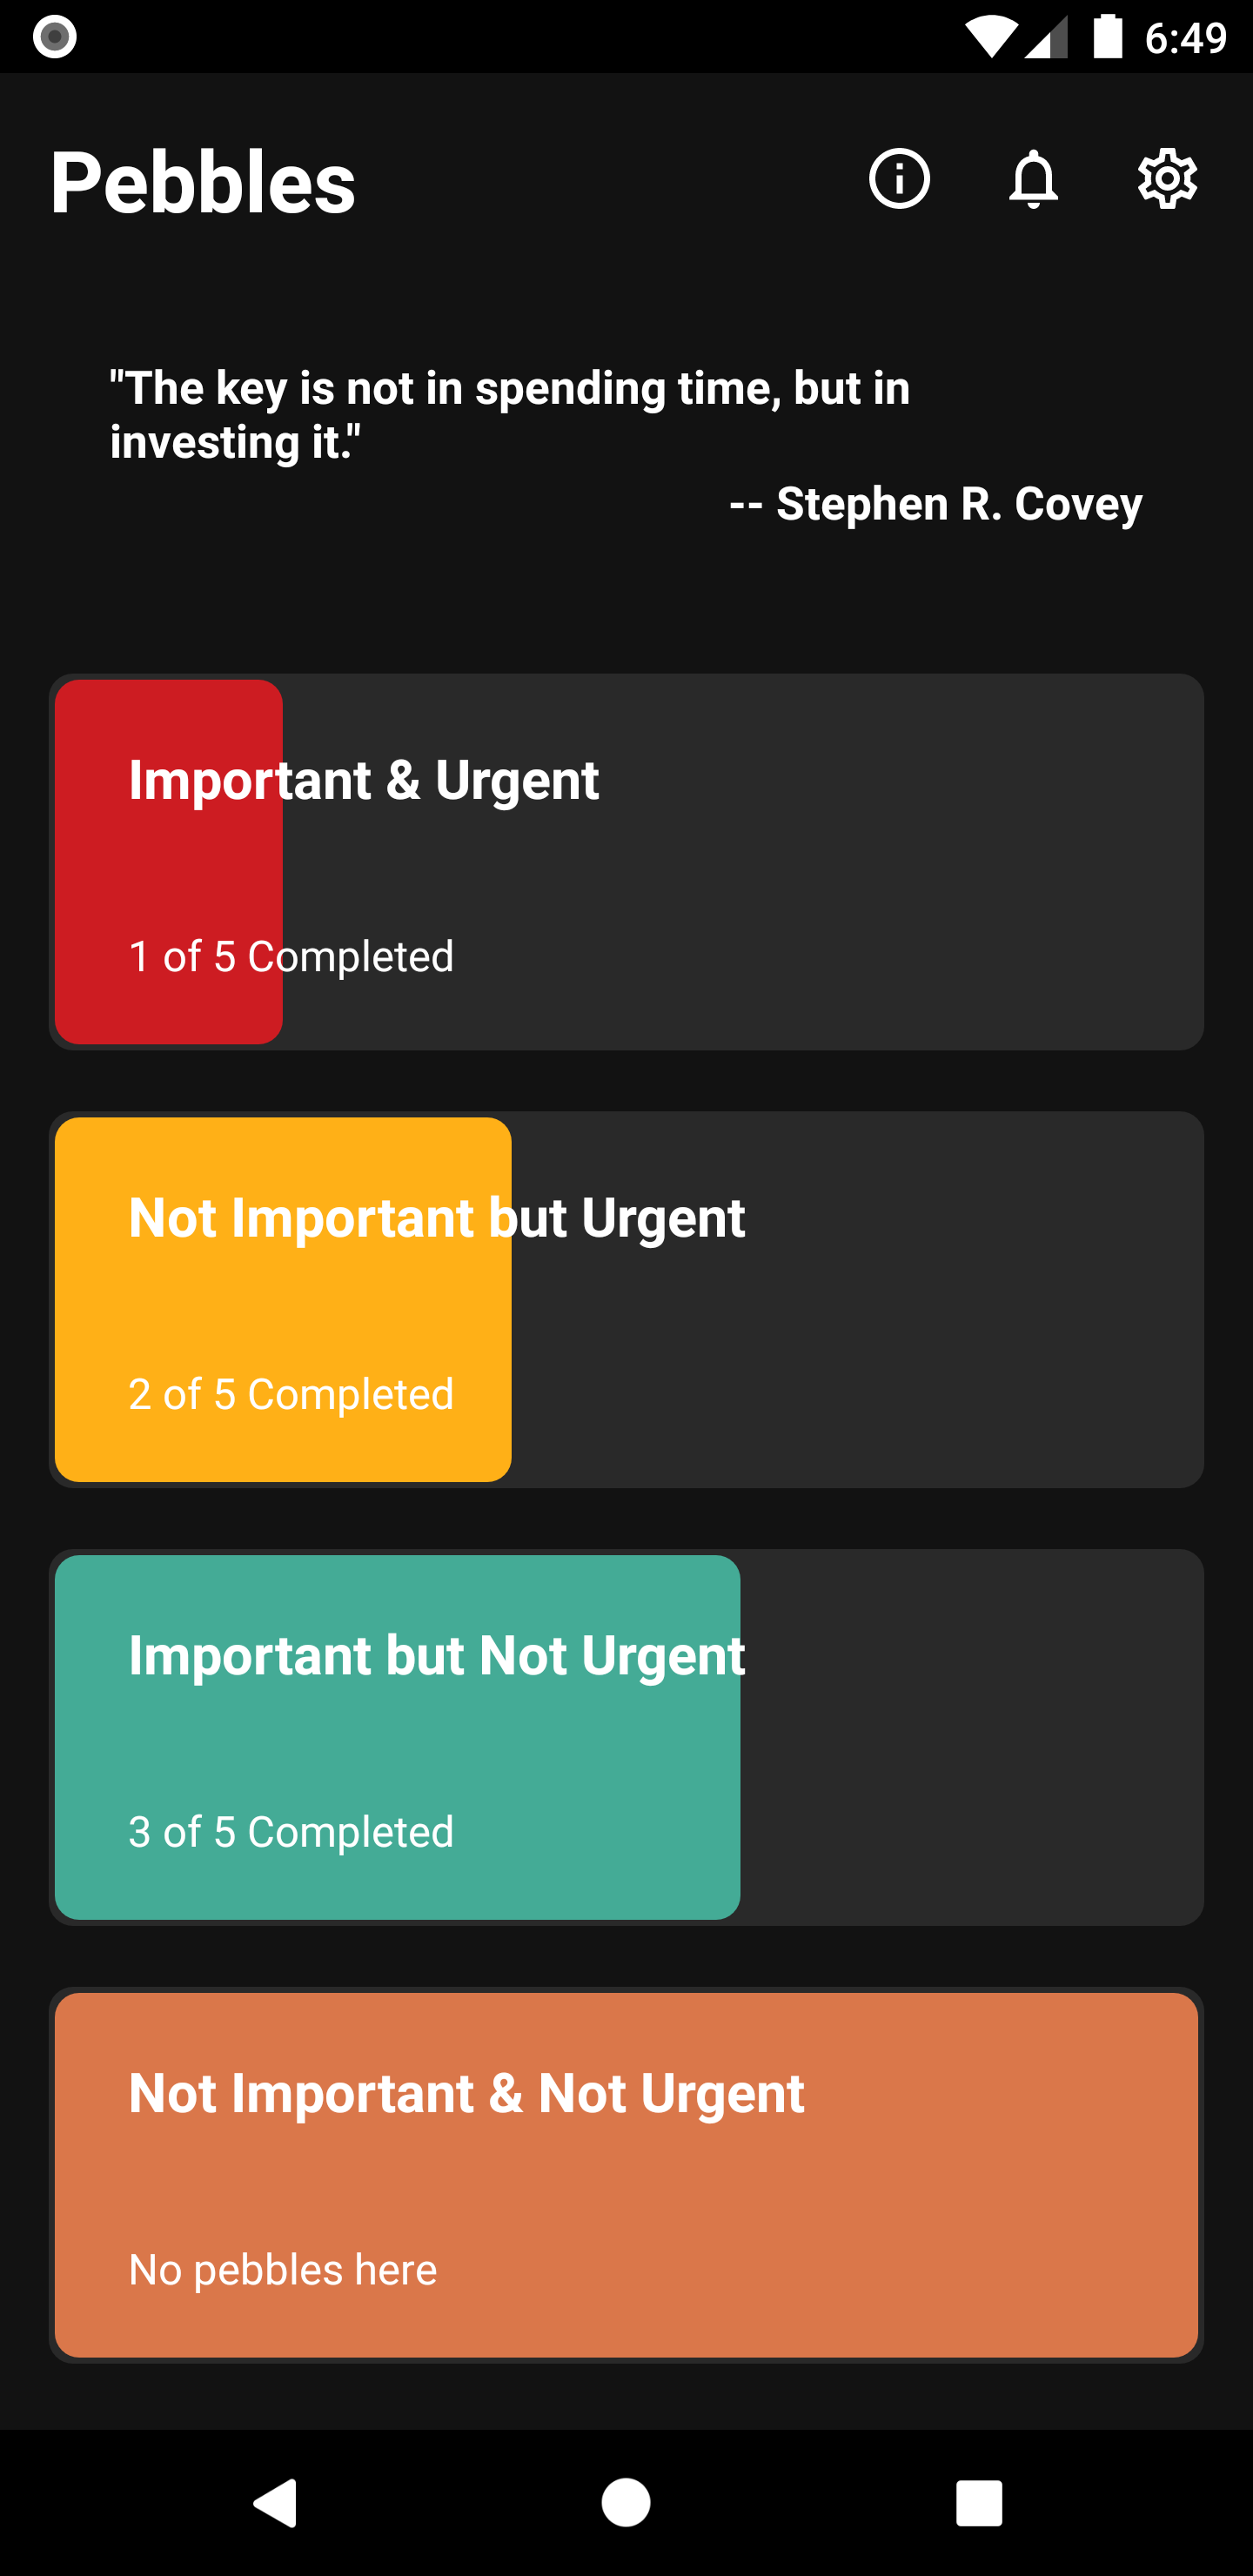 6:49
Pebbles
"The key is not in spending time, but in
investing it."
-- Stephen R. Covey
Important & Urgent
1 of 5 Completed
Not Important but Urgent
2 of 5 Completed
Important but Not Urgent
3 of 5 Completed
Not Important & Not Urgent
No pebbles here